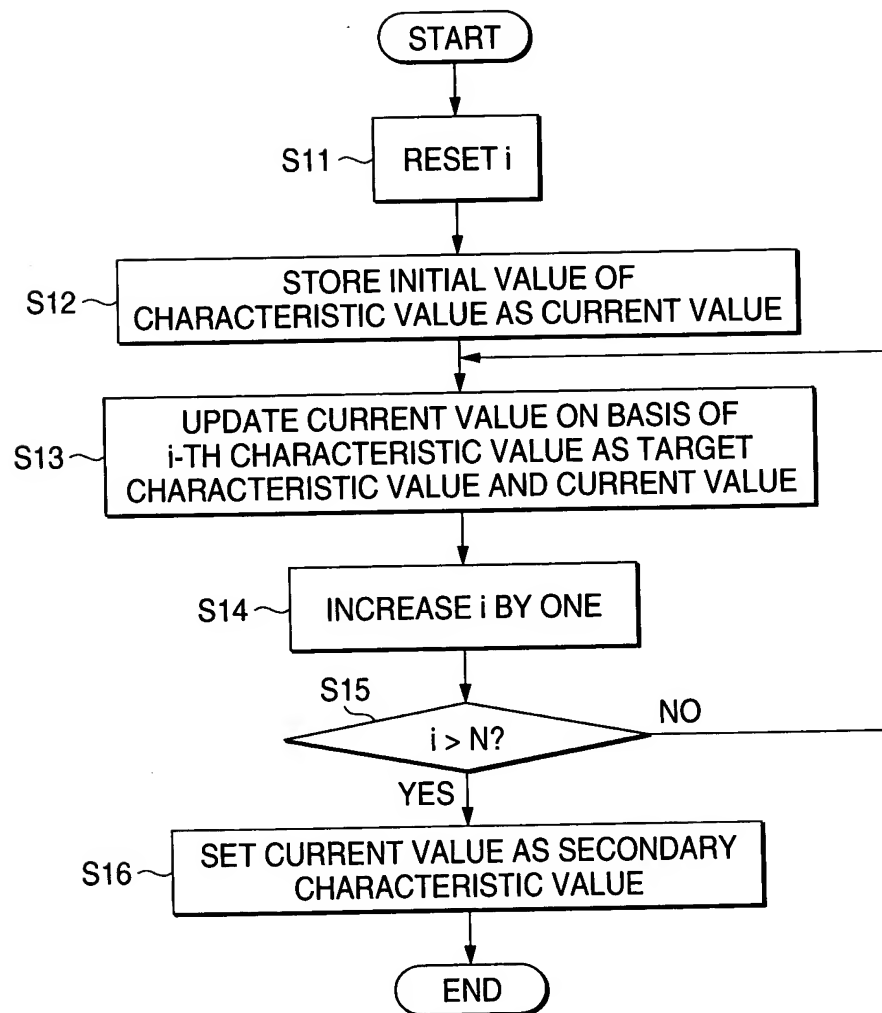 START
S11
RESET i
S12
STORE INITIAL VALUE OF
CHARACTERISTIC VALUE AS CURRENT VALUE
S13
UPDATE CURRENT VALUE ON BASIS OF
i-TH CHARACTERISTIC VALUE AS TARGET
CHARACTERISTIC VALUE AND CURRENT VALUE
S14
INCREASE i BY ONE
S15
i > N?
NO
YES
S16
SET CURRENT VALUE AS SECONDARY
CHARACTERISTIC VALUE
END